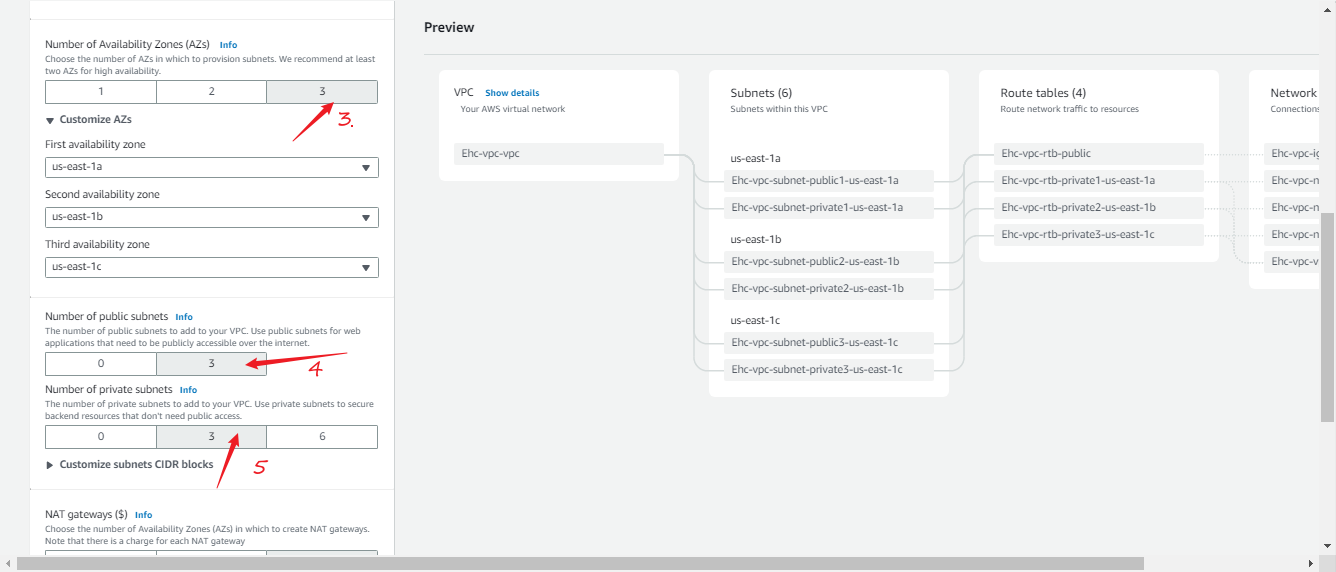 Number of Availability Zones (AZs) Info
Choose the number of AZs in which to provision subnets. We recommend at least
two AZs for high availability.
1 2 3
3.
Customize AZs
First availability zone
us-east-1a
Second availability zone
us-east-1b
Third availability zone
us-east-1c
Number of public subnets Info
The number of public subnets to add to your VPC. Use public subnets for web
applications that need to be publicly accessible over the internet.
0 3
4
Number of private subnets Info
The number of private subnets to add to your VPC. Use private subnets to secure
backend resources that don't need public access.
0 3 6
5
Customize subnets CIDR blocks
NAT gateways ($) Info
Choose the number of Availability Zones (AZs) in which to create NAT gateways.
Note that there is a charge for each NAT gateway
Preview
VPC Show details
Your AWS virtual network
Ehc-vpc-vpc
Subnets (6)
Subnets within this VPC
us-east-1a
Ehc-vpc-subnet-public1-us-east-1a
Ehc-vpc-subnet-private1-us-east-1a
us-east-1b
Ehc-vpc-subnet-public2-us-east-1b
Ehc-vpc-subnet-private2-us-east-1b
us-east-1c
Ehc-vpc-subnet-public3-us-east-1c
Ehc-vpc-subnet-private3-us-east-1c
Route tables (4)
Route network traffic to resources
Ehc-vpc-rtb-public
Ehc-vpc-rtb-private1-us-east-1a
Ehc-vpc-rtb-private2-us-east-1b
Ehc-vpc-rtb-private3-us-east-1c
Network
Connections
Ehc-vpc-ig
Ehc-vpc-n
Ehc-vpc-n
Ehc-vpc-n
Ehc-vpc-v